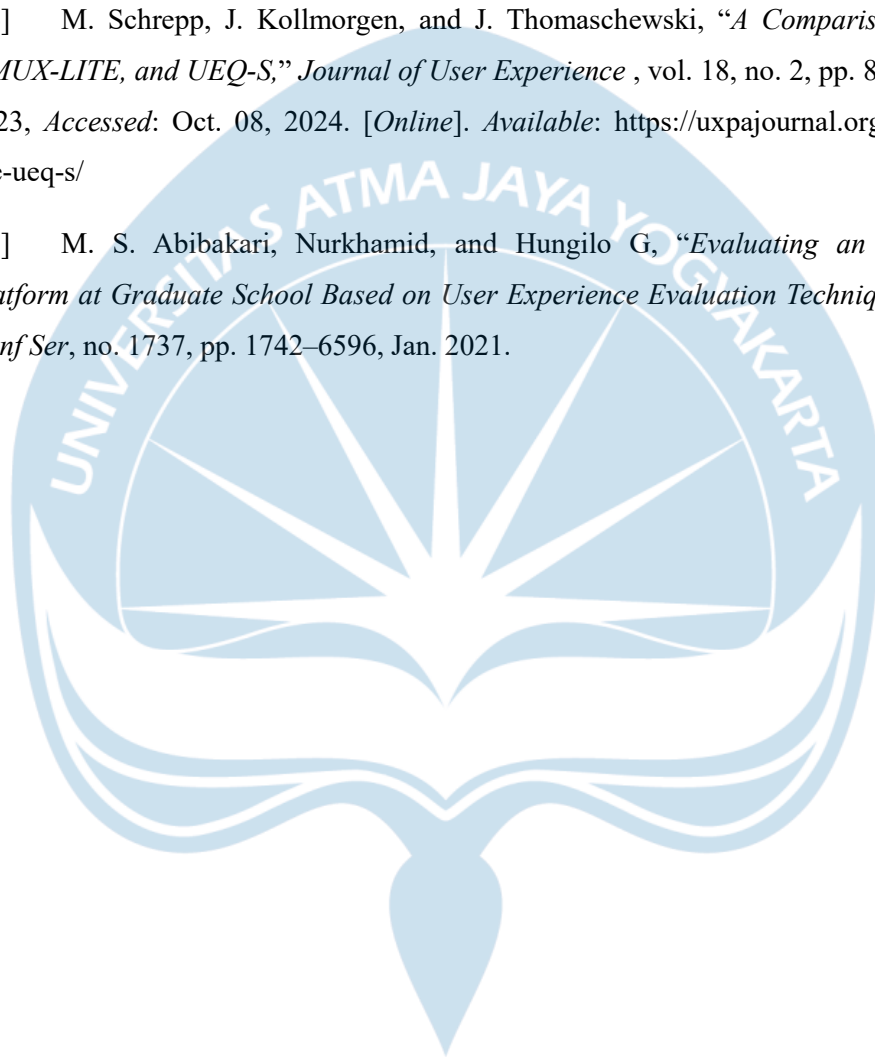 ] M. Schrepp, J. Kollmorgen, and J. Thomaschewski, “A Comparis
MUX-LITE, and UEQ-S,” Journal of User Experience , vol. 18, no. 2, pp. 8
23, Accessed: Oct. 08, 2024. [Online]. Available: https://uxpajournal.org
e-ueq-s/
] M. S. Abibakari, Nurkhamid, and Hungilo G, “Evaluating an
atform at Graduate School Based on User Experience Evaluation Techniq
nf Ser, no. 1737, pp. 1742–6596, Jan. 2021.
UNIVERSITAS ATMA JAYA YOGYAKARTA